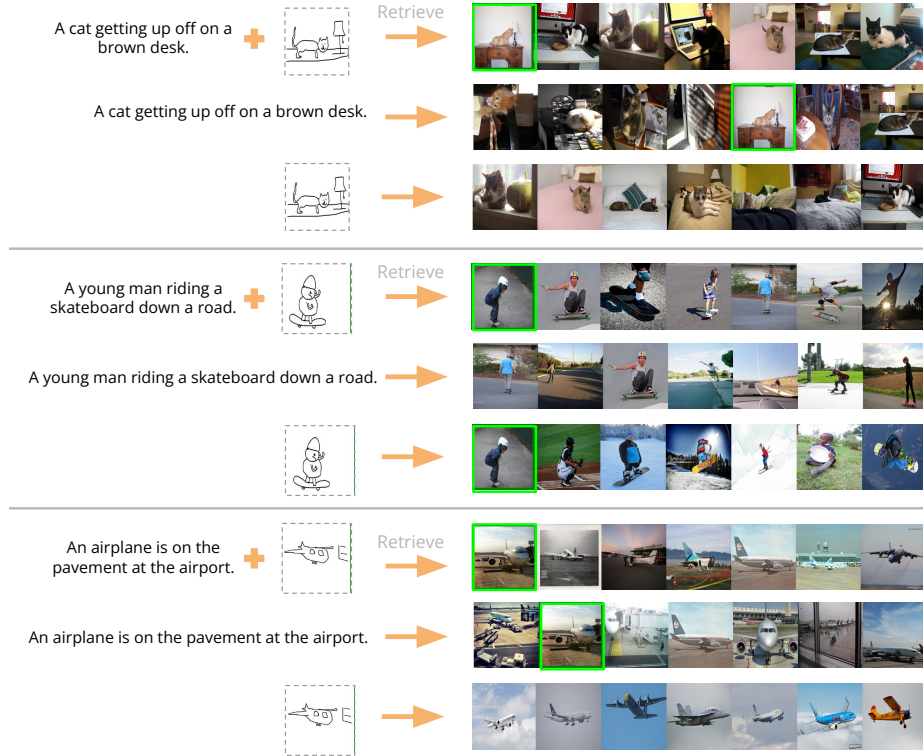 A cat getting up off on a
brown desk.
Retrieve
A cat getting up off on a brown desk.
A young man riding a
skateboard down a road.
Retrieve
A young man riding a skateboard down a road.
An airplane is on the
pavement at the airport.
Retrieve
An airplane is on the pavement at the airport.